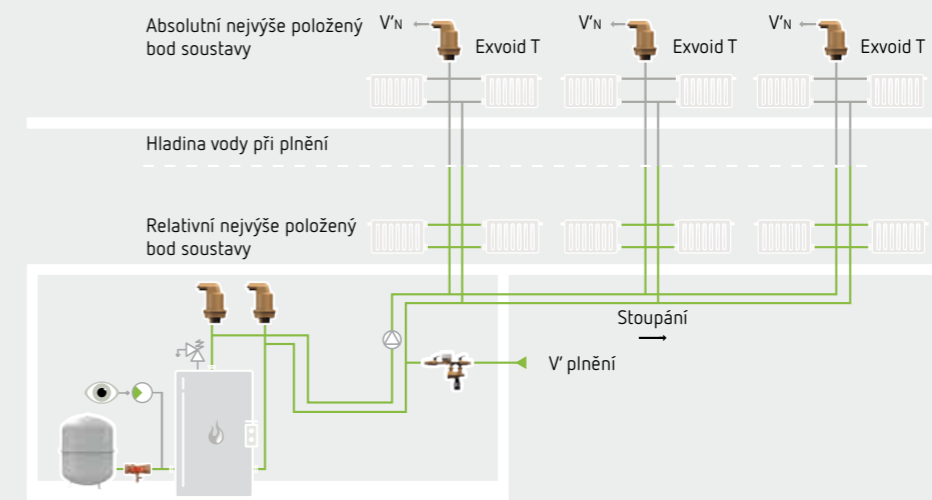 Absolutní nejvýše položený
bod soustavy
V'N
Exvoid T
V'N
Exvoid T
V'N
Exvoid T
Hladina vody při plnění
Relativní nejvýše položený
bod soustavy
Stoupání
V' plnění